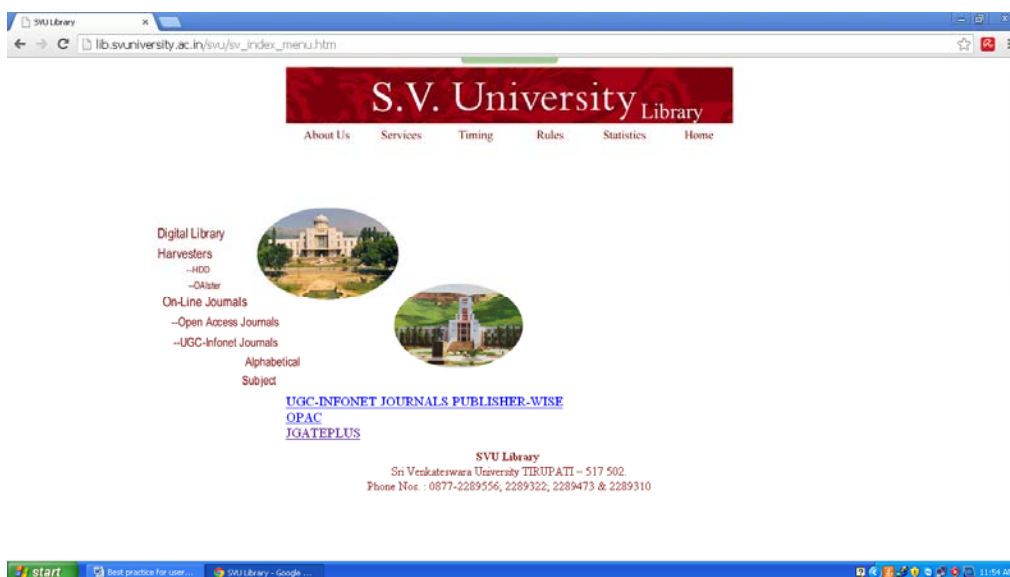 SVU Library
lib.svuniversity.ac.in/svu/sv_index_menu.htm
S.V. University Library
About Us Services Timing Rules Statistics Home
Digital Library
Harvesters
--HDD
--OAIster
On-Line Journals
--Open Access Journals
--UGC-Infonet Journals
Alphabetical
Subject
UGC-INFONET JOURNALS PUBLISHER-WISE
OPAC
JGATEPLUS
SVU Library
Sri Venkateswara University TIRUPATI – 517 502.
Phone Nos. : 0877-2289556, 2289322, 2289473 & 2289310
start Best practice for user... SVU Library - Google ... 11:54 AM